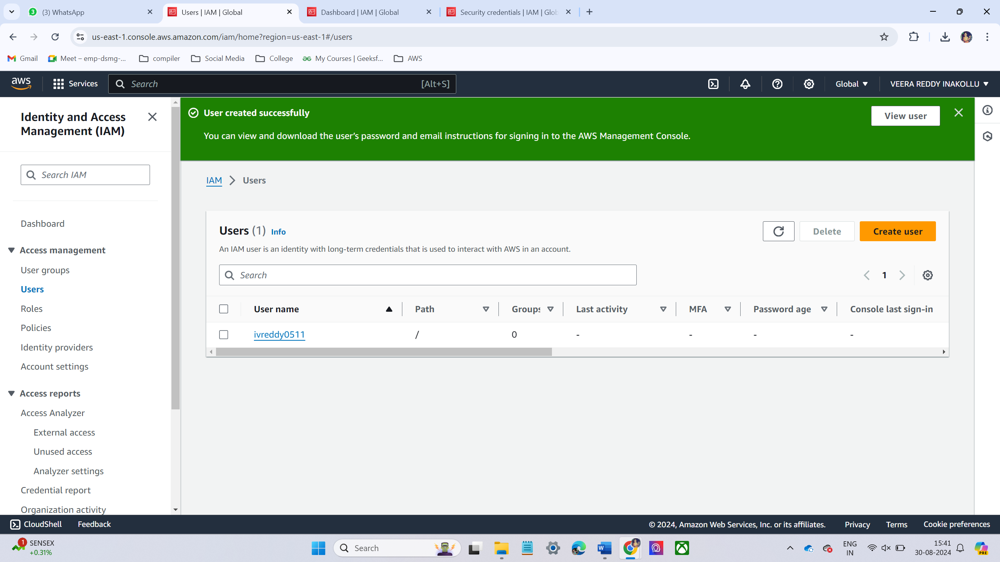 3
(3) WhatsApp
Users | IAM | Global
Dashboard | IAM | Global
Security credentials | IAM | Glob
us-east-1.console.aws.amazon.com/iam/home?region=us-east-1#/users
Gmail
Meet – emp-dsmg-...
compiler
Social Media
College
My Courses | Geeksf...
AWS
aws
Services
Search
[Alt+S]
Global
VEERA REDDY INAKOLLU
Identity and Access
Management (IAM)
Search IAM
Dashboard
Access management
User groups
Users
Roles
Policies
Identity providers
Account settings
Access reports
Access Analyzer
External access
Unused access
Analyzer settings
Credential report
Organization activity
User created successfully
View user
You can view and download the user's password and email instructions for signing in to the AWS Management Console.
IAM
Users
Users (1) Info
Delete
Create user
An IAM user is an identity with long-term credentials that is used to interact with AWS in an account.
Search
1
User name
Path
Groups
Last activity
MFA
Password age
Console last sign-in
ivreddy0511
/
0
-
-
-
-
CloudShell
Feedback
© 2024, Amazon Web Services, Inc. or its affiliates.
Privacy
Terms
Cookie preferences
1
SENSEX
+0.31%
Search
W
ENG
IN
15:41
30-08-2024
PRE